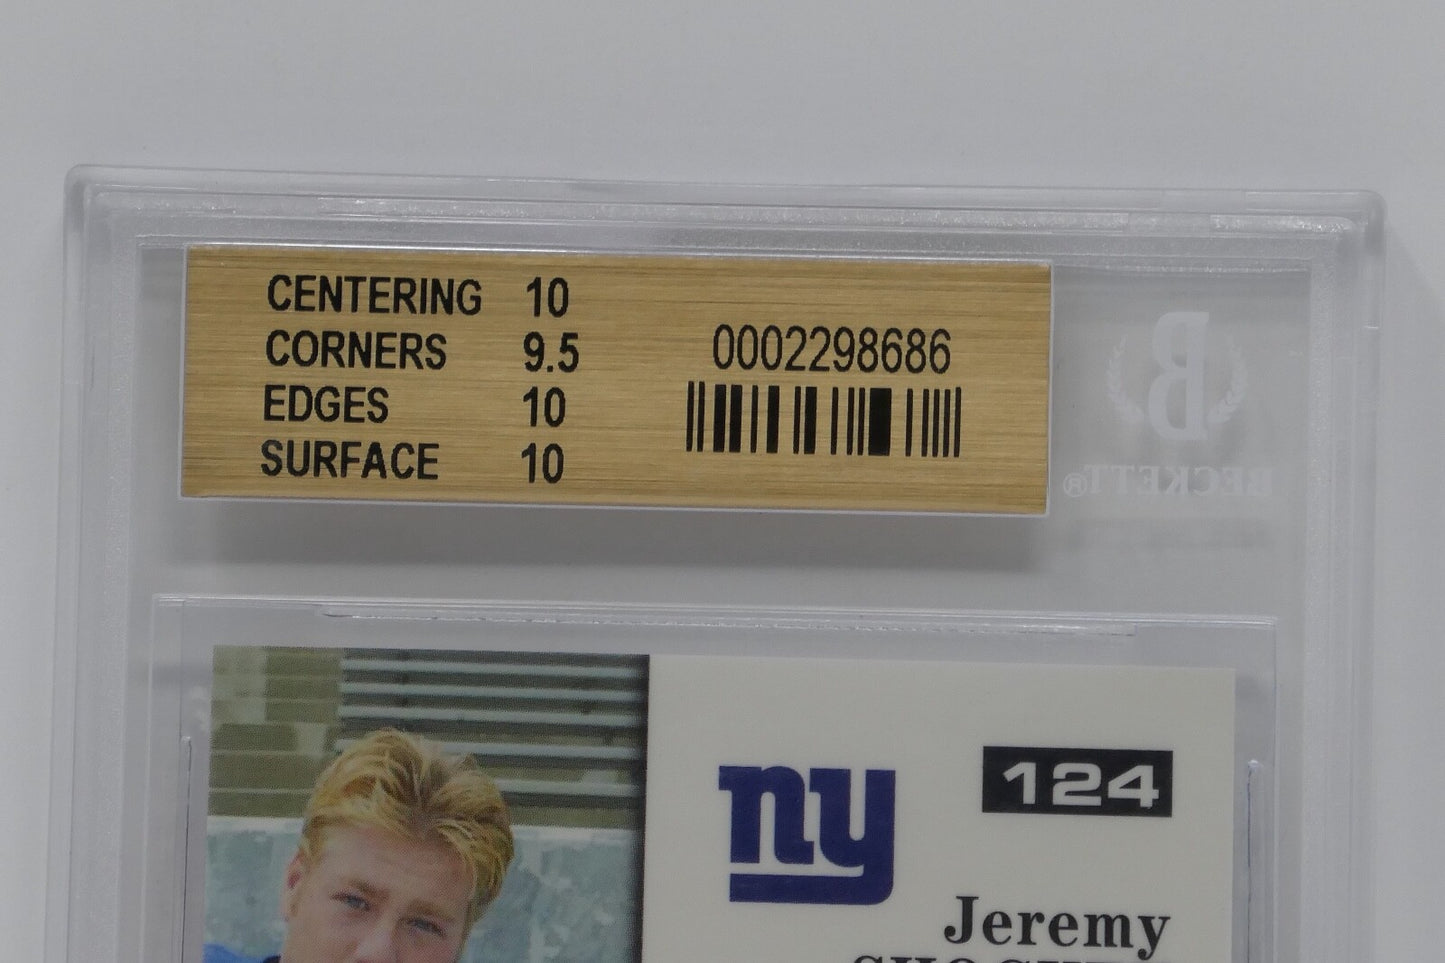 CENTERING 10
CORNERS 9.5
EDGES 10
SURFACE 10
0002298686
B
BECKETT®
ny
124
Jeremy